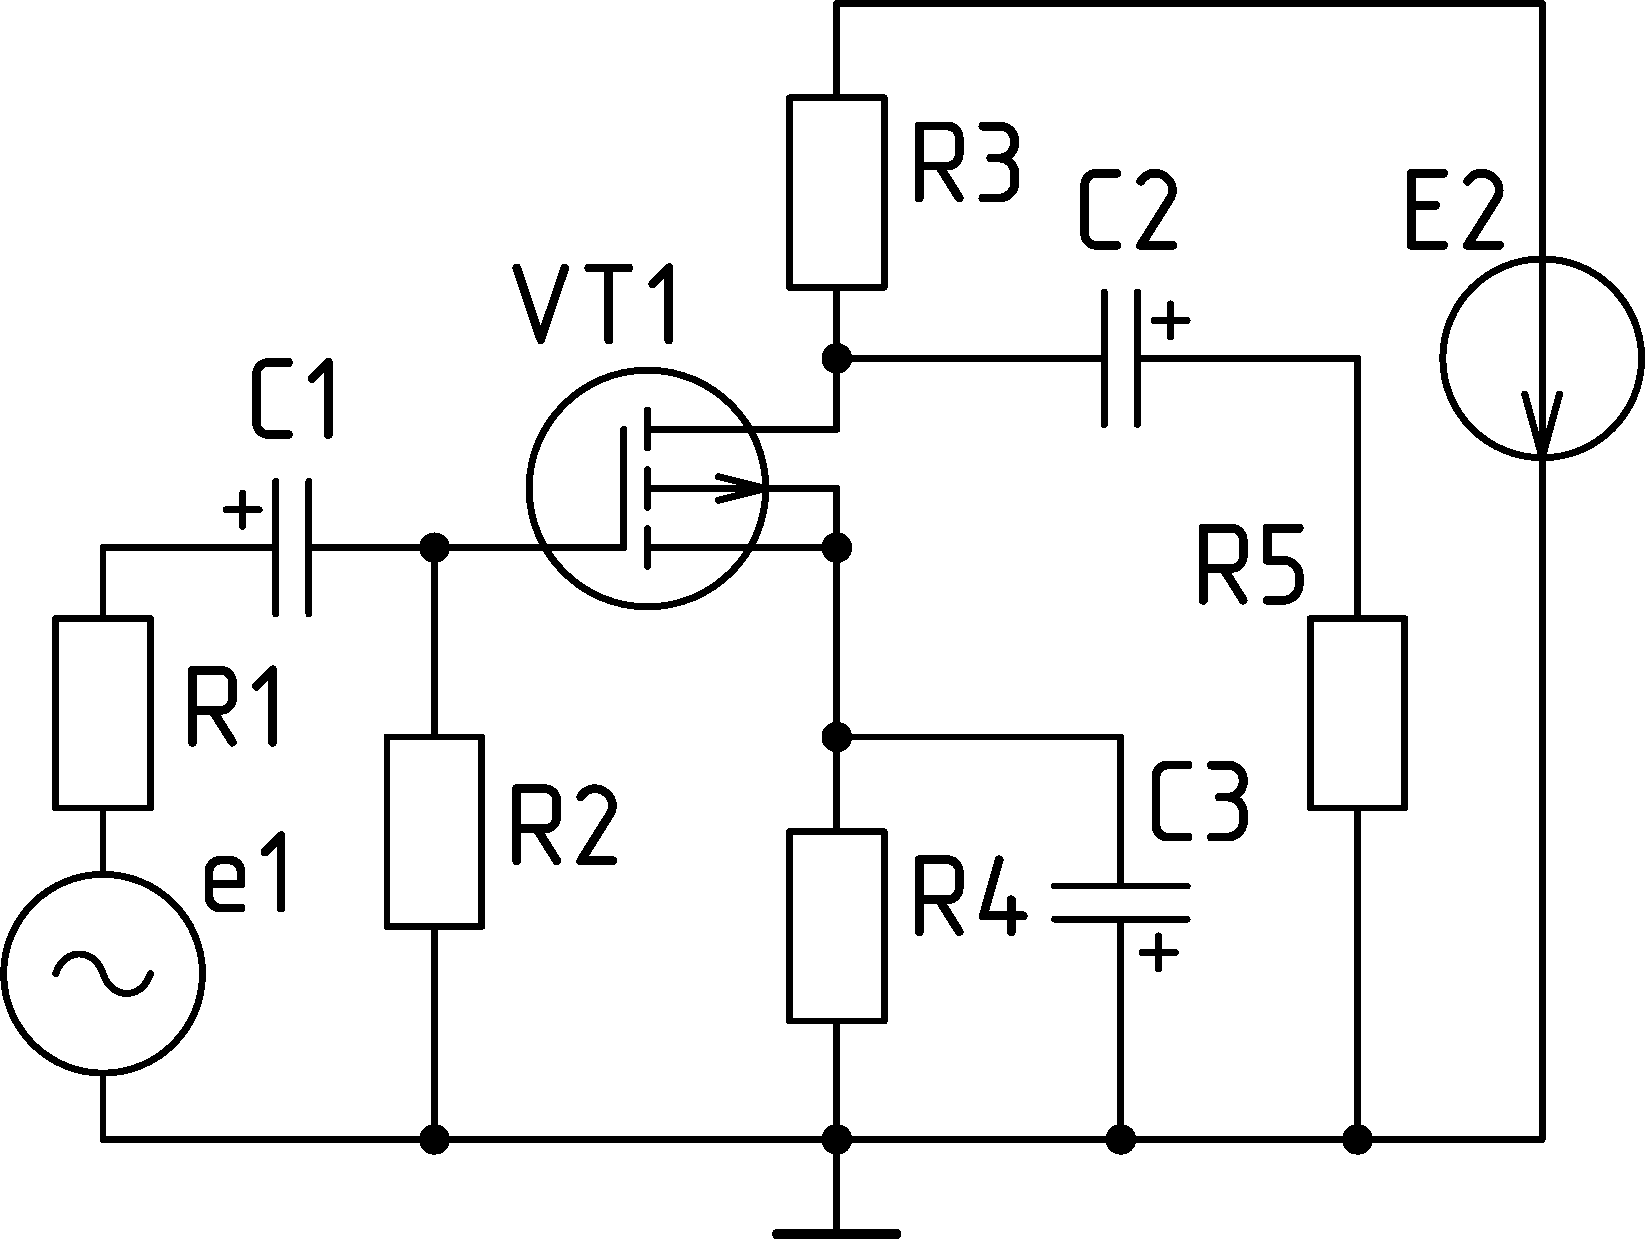 R3
C2
E2
VT1
C1
+
+
R5
R1
R2
e1
C3
R4
+